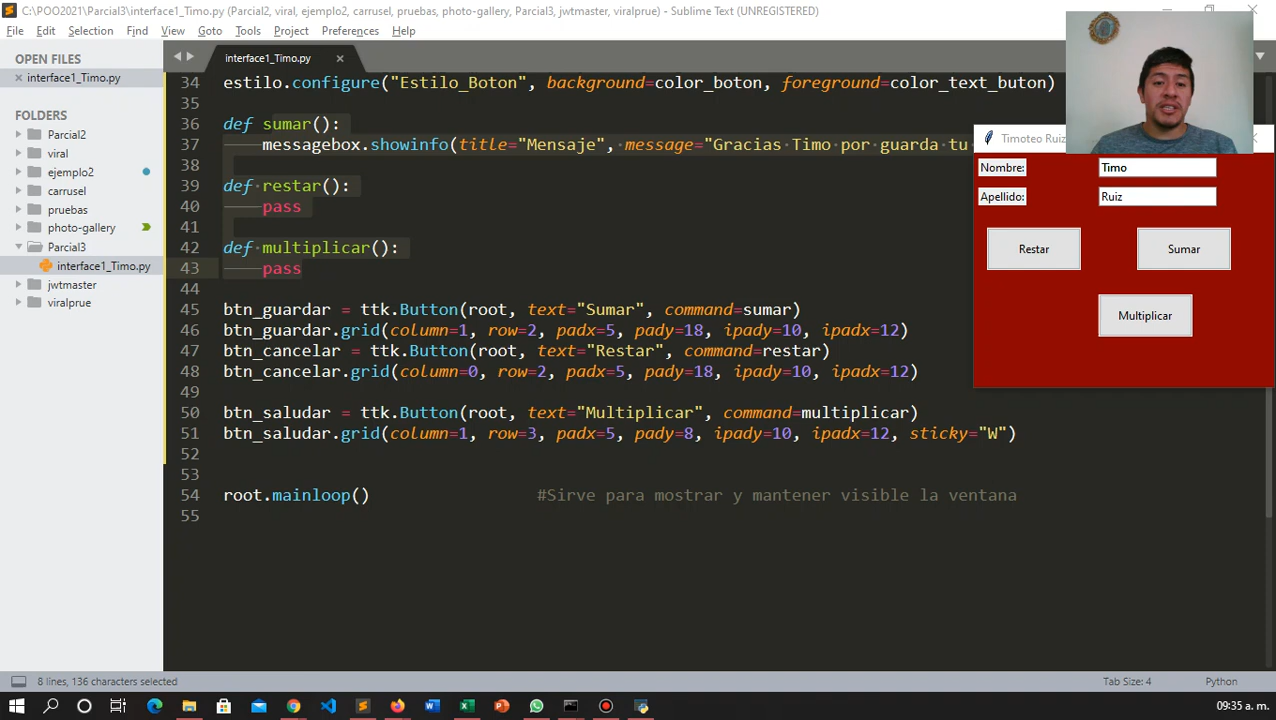 C:\POO2021\Parcial3\interface1_Timo.py (Parcial2, viral, ejemplo2, carrusel, pruebas, photo-gallery, Parcial3, jwtmaster, viralprue) - Sublime Text (UNREGISTERED)
File Edit Selection Find View Goto Tools Project Preferences Help
OPEN FILES
interface1_Timo.py
FOLDERS
Parcial2
viral
ejemplo2
carrusel
pruebas
photo-gallery
Parcial3
interface1_Timo.py
jwtmaster
viralprue
interface1_Timo.py
34 estilo.configure("Estilo_Boton", background=color_boton, foreground=color_text_buton)
35
36 def sumar():
37 messagebox.showinfo(title="Mensaje", message="Gracias Timo por guarda tu
38
39 def restar():
40 pass
41
42 def multiplicar():
43 pass
44
45 btn_guardar = ttk.Button(root, text="Sumar", command=sumar)
46 btn_guardar.grid(column=1, row=2, padx=5, pady=18, ipady=10, ipadx=12)
47 btn_cancelar = ttk.Button(root, text="Restar", command=restar)
48 btn_cancelar.grid(column=0, row=2, padx=5, pady=18, ipady=10, ipadx=12)
49
50 btn_saludar = ttk.Button(root, text="Multiplicar", command=multiplicar)
51 btn_saludar.grid(column=1, row=3, padx=5, pady=8, ipady=10, ipadx=12, sticky="W")
52
53
54 root.mainloop() #Sirve para mostrar y mantener visible la ventana
55
Timoteo Ruiz
Nombre: Timo
Apellido: Ruiz
Restar Sumar
Multiplicar
8 lines, 136 characters selected
Tab Size: 4 Python
09:35 a. m.